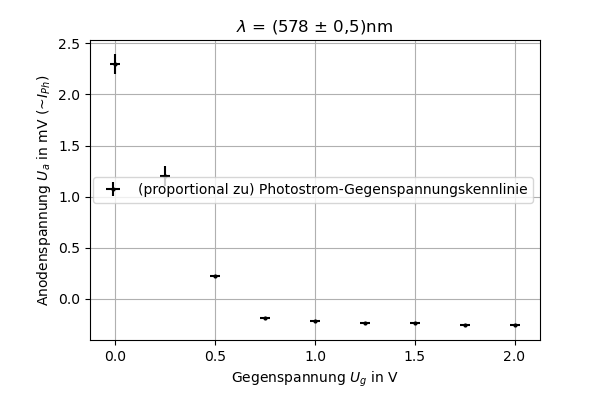 λ = (578 ± 0,5)nm
2.5
2.0
1.5
1.0
0.5
0.0
Anodenspannung Uₐ in mV (~I_Ph)
(proportional zu) Photostrom-Gegenspannungskennlinie
0.0 0.5 1.0 1.5 2.0
Gegenspannung U_g in V